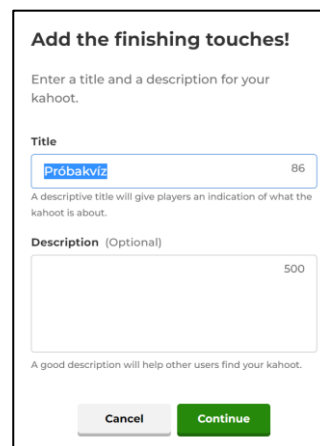 Add the finishing touches!
Enter a title and a description for your
kahoot.
Title
Próbakvíz 86
A descriptive title will give players an indication of what the
kahoot is about.
Description (Optional)
500
A good description will help other users find your kahoot.
Cancel Continue